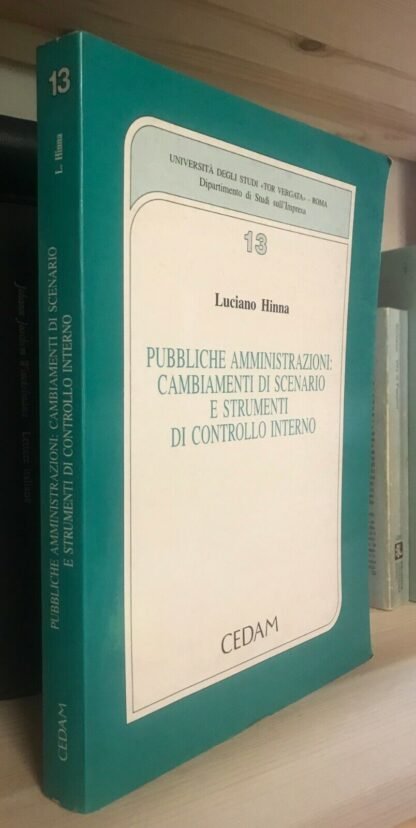 13
L. Hinna
PUBBLICHE AMMINISTRAZIONI: CAMBIAMENTI DI SCENARIO
E STRUMENTI DI CONTROLLO INTERNO
CEDAM
UNIVERSITÀ DEGLI STUDI «TOR VERGATA» - ROMA
Dipartimento di Studi sull'Impresa
13
Luciano Hinna
PUBBLICHE AMMINISTRAZIONI:
CAMBIAMENTI DI SCENARIO
E STRUMENTI
DI CONTROLLO INTERNO
CEDAM